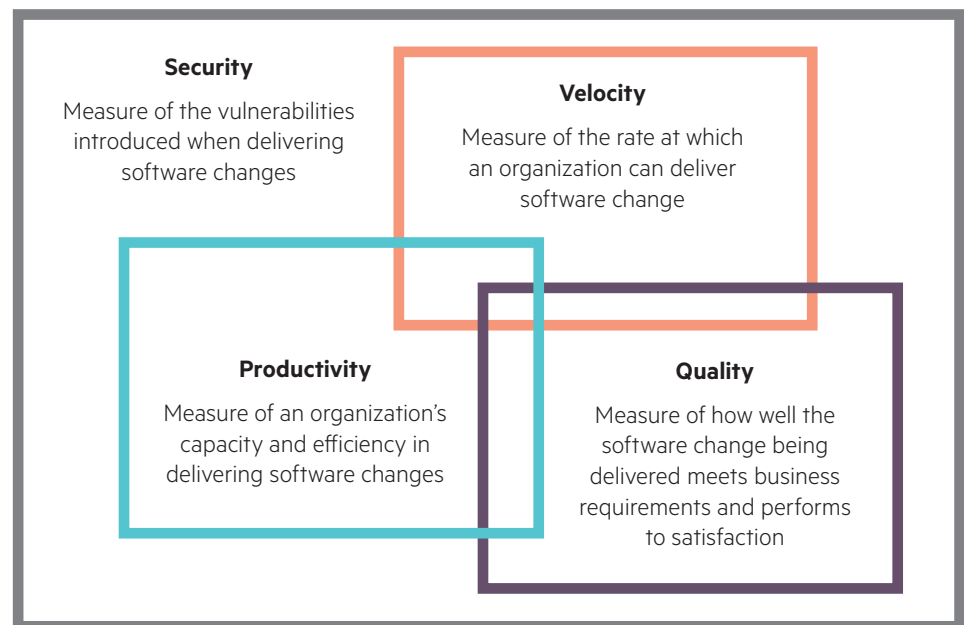 Security
Measure of the vulnerabilities
introduced when delivering
software changes
Velocity
Measure of the rate at which
an organization can deliver
software change
Productivity
Measure of an organization’s
capacity and efficiency in
delivering software changes
Quality
Measure of how well the
software change being
delivered meets business
requirements and performs
to satisfaction